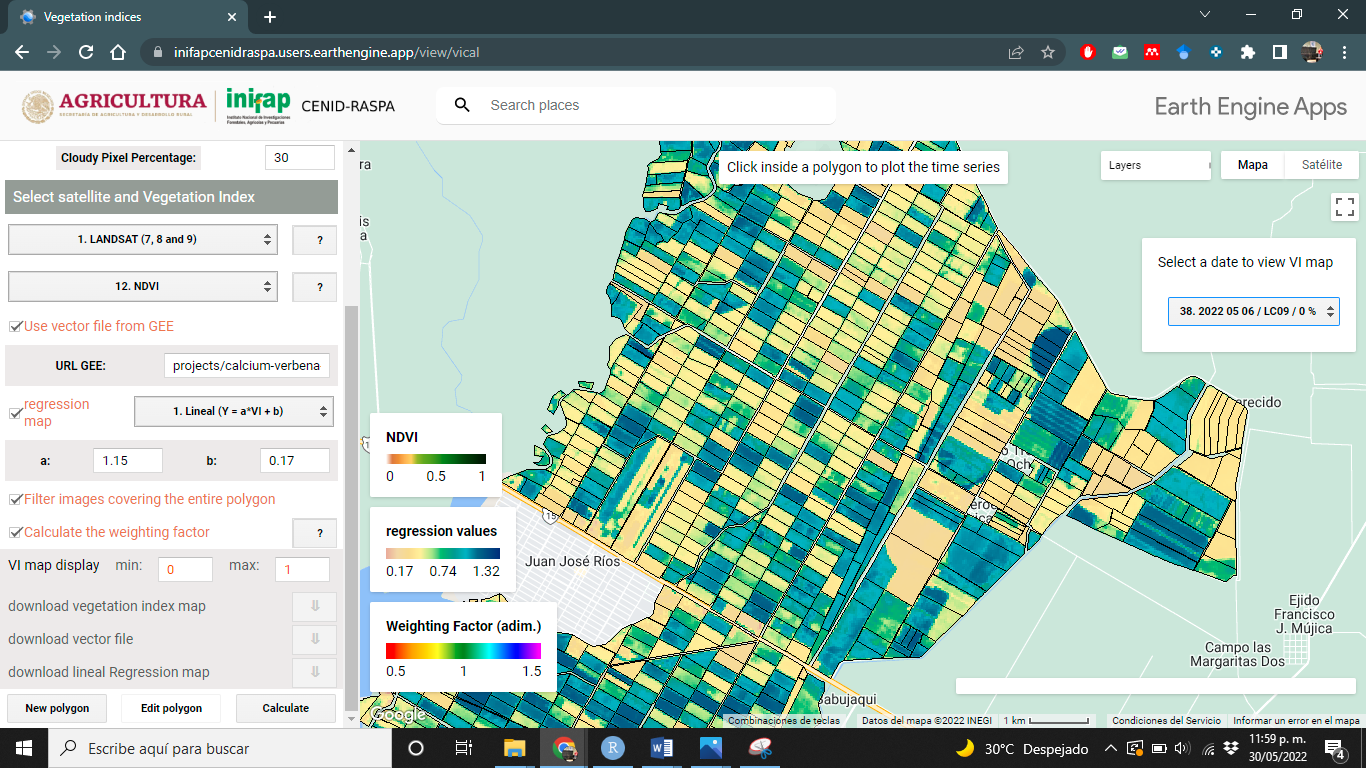 Vegetation indices
inifapcenidraspa.users.earthengine.app/view/vical
AGRICULTURA
SECRETARÍA DE AGRICULTURA Y DESARROLLO RURAL
inifap
Instituto Nacional de Investigaciones
Forestales, Agrícolas y Pecuarias
CENID-RASPA
Search places
Earth Engine Apps
Cloudy Pixel Percentage:
30
Select satellite and Vegetation Index
1. LANDSAT (7, 8 and 9)
?
12. NDVI
?
Use vector file from GEE
URL GEE:
projects/calcium-verbena
regression
map
1. Lineal (Y = a*VI + b)
a:
1.15
b:
0.17
Filter images covering the entire polygon
Calculate the weighting factor
?
VI map display
min:
0
max:
1
download vegetation index map
download vector file
download lineal Regression map
New polygon
Edit polygon
Calculate
Click inside a polygon to plot the time series
Layers
Mapa
Satélite
Select a date to view VI map
38. 2022 05 06 / LC09 / 0 %
NDVI
0 0.5 1
regression values
0.17 0.74 1.32
Weighting Factor (adim.)
0.5 1 1.5
15
Juan José Ríos
Ejido
Francisco
J. Mújica
Campo las
Margaritas Dos
Google
Combinaciones de teclas
Datos del mapa ©2022 INEGI
1 km
Condiciones del Servicio
Informar un error en el mapa
Escribe aquí para buscar
30°C Despejado
11:59 p. m.
30/05/2022
4